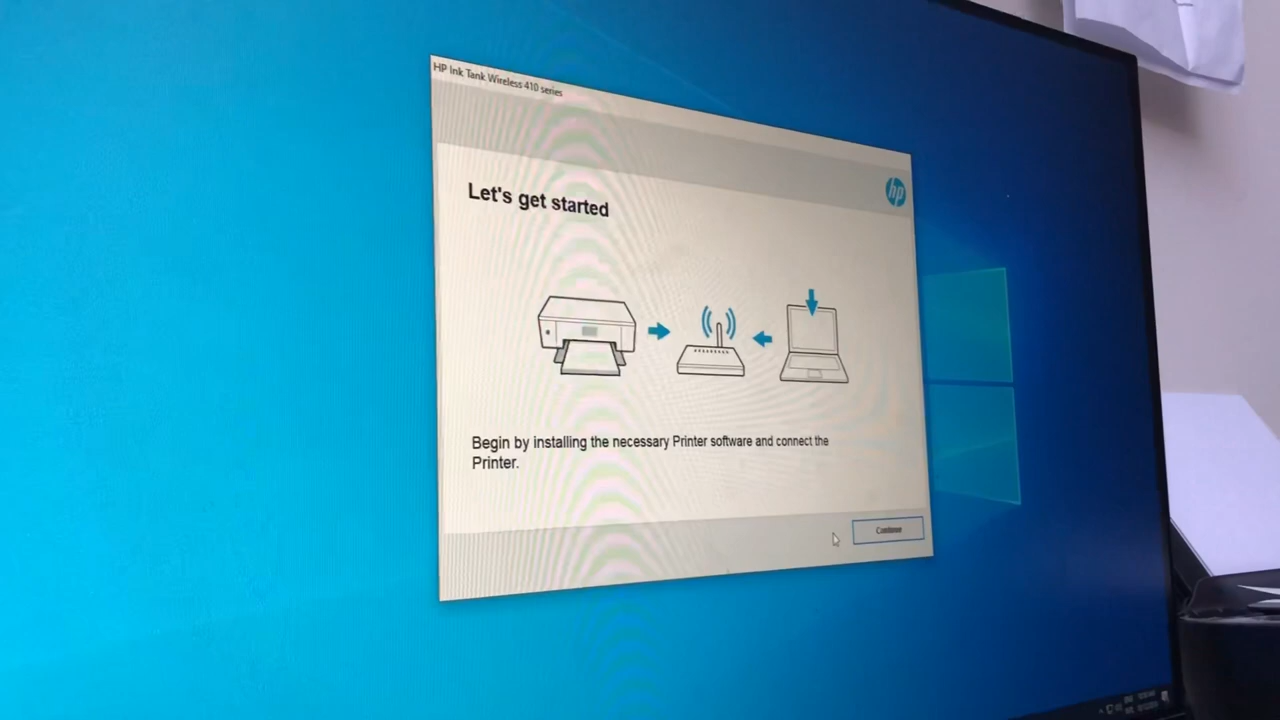 HP Ink Tank Wireless 410 series
hp
Let's get started
Begin by installing the necessary Printer software and connect the
Printer.
Continue